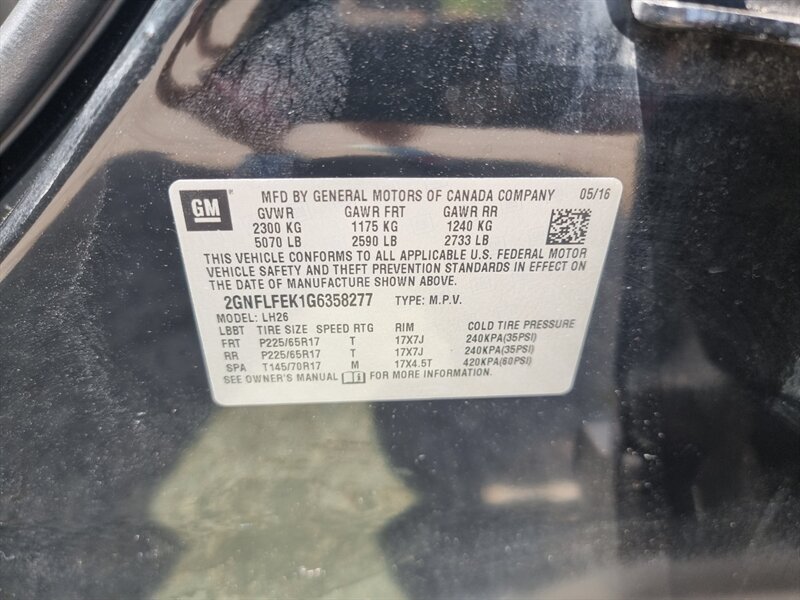 GM MFD BY GENERAL MOTORS OF CANADA COMPANY 05/16
GVWR GAWR FRT GAWR RR
2300 KG 1175 KG 1240 KG
5070 LB 2590 LB 2733 LB
THIS VEHICLE CONFORMS TO ALL APPLICABLE U.S. FEDERAL MOTOR
VEHICLE SAFETY AND THEFT PREVENTION STANDARDS IN EFFECT ON
THE DATE OF MANUFACTURE SHOWN ABOVE.
2GNFLFEK1G6358277 TYPE: M.P.V.
MODEL: LH26
LBBT TIRE SIZE SPEED RTG RIM COLD TIRE PRESSURE
FRT P225/65R17 T 17X7J 240KPA(35PSI)
RR P225/65R17 T 17X7J 240KPA(35PSI)
SPA T145/70R17 M 17X4.5T 420KPA(60PSI)
SEE OWNER'S MANUAL FOR MORE INFORMATION.